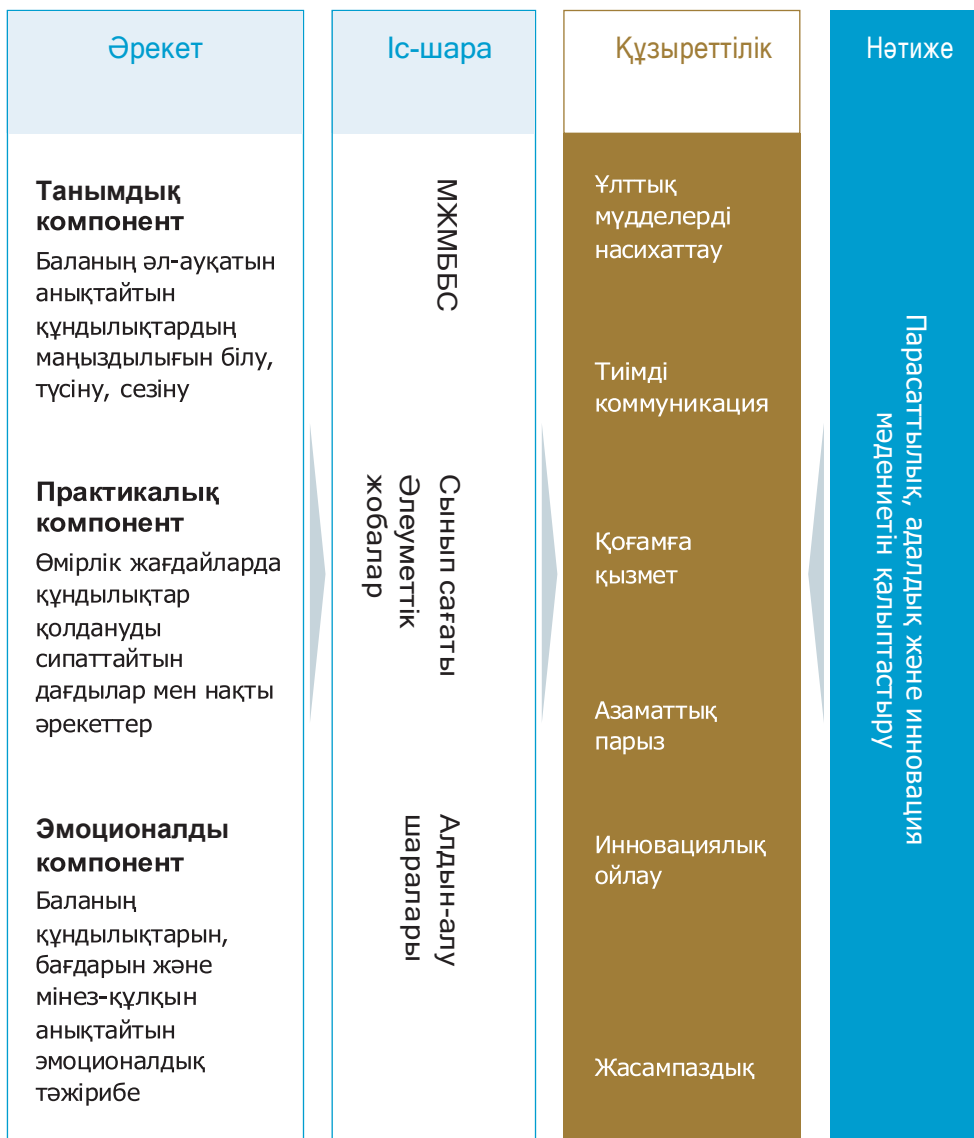 Әрекет
Танымдық
компонент
Баланың әл-ауқатын
анықтайтын
құндылықтардың
маңыздылығын білу,
түсіну, сезіну
Практикалық
компонент
Өмірлік жағдайларда
құндылықтар
қолдануды
сипаттайтын
дағдылар мен нақты
әрекеттер
Эмоционалды
компонент
Баланың
құндылықтарын,
бағдарын және
мінез-құлқын
анықтайтын
эмоционалдық
тәжірибе
Іс-шара
МЖМББС
Сынып сағаты
Әлеуметтік
жобалар
Алдын-алу
шаралары
Құзыреттілік
Ұлттық
мүдделерді
насихаттау
Тиімді
коммуникация
Қоғамға
қызмет
Азаматтық
парыз
Инновациялық
ойлау
Жасампаздық
Нәтиже
Парасаттылық, адалдық және инновация
мәдениетін қалыптастыру